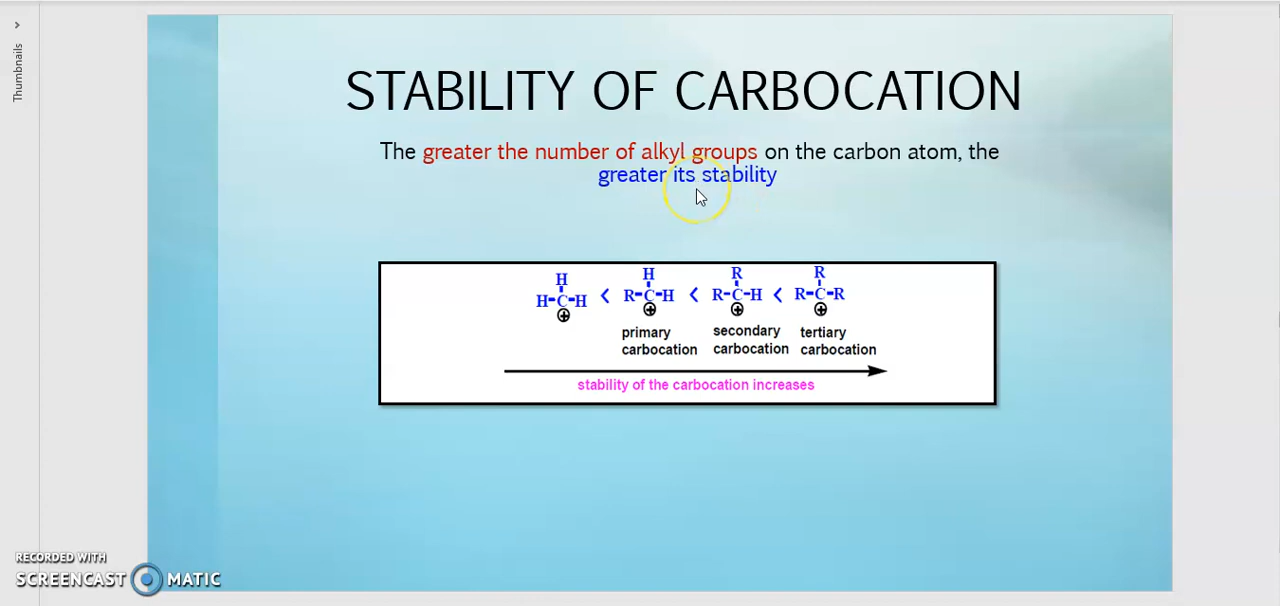 Thumbnails
STABILITY OF CARBOCATION
The greater the number of alkyl groups on the carbon atom, the
greater its stability
H H R R
H-C-H < R-C-H < R-C-H < R-C-R
⊕ ⊕ ⊕ ⊕
primary secondary tertiary
carbocation carbocation carbocation
stability of the carbocation increases
RECORDED WITH
SCREENCAST MATIC